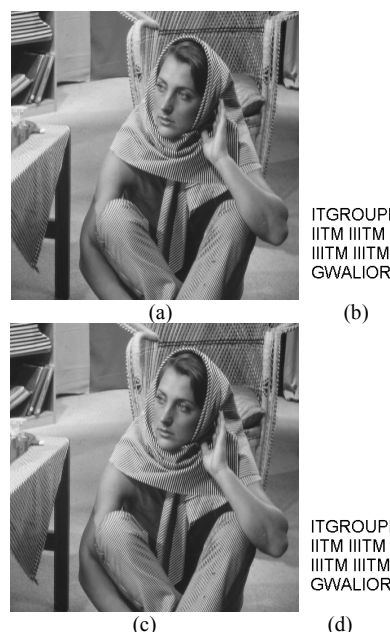 ITGROUPI
IITM IIITM
IIITM IIITM
GWALIOR
(a)
(b)
ITGROUPI
IITM IIITM
IIITM IIITM
GWALIOR
(c)
(d)